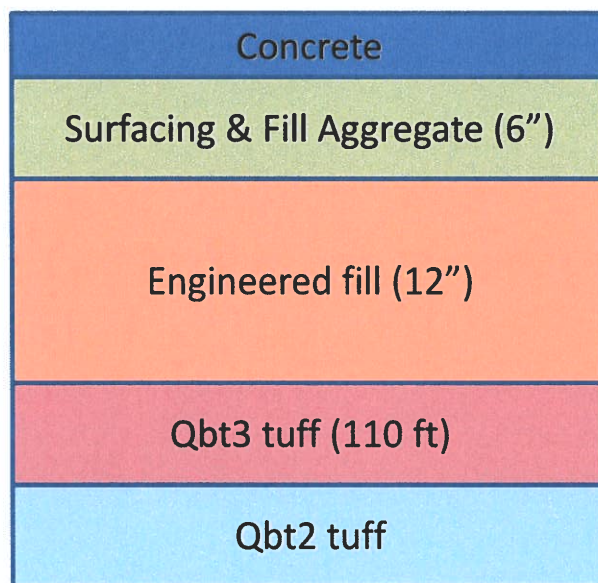 Concrete
Surfacing & Fill Aggregate (6”)
Engineered fill (12”)
Qbt3 tuff (110 ft)
Qbt2 tuff